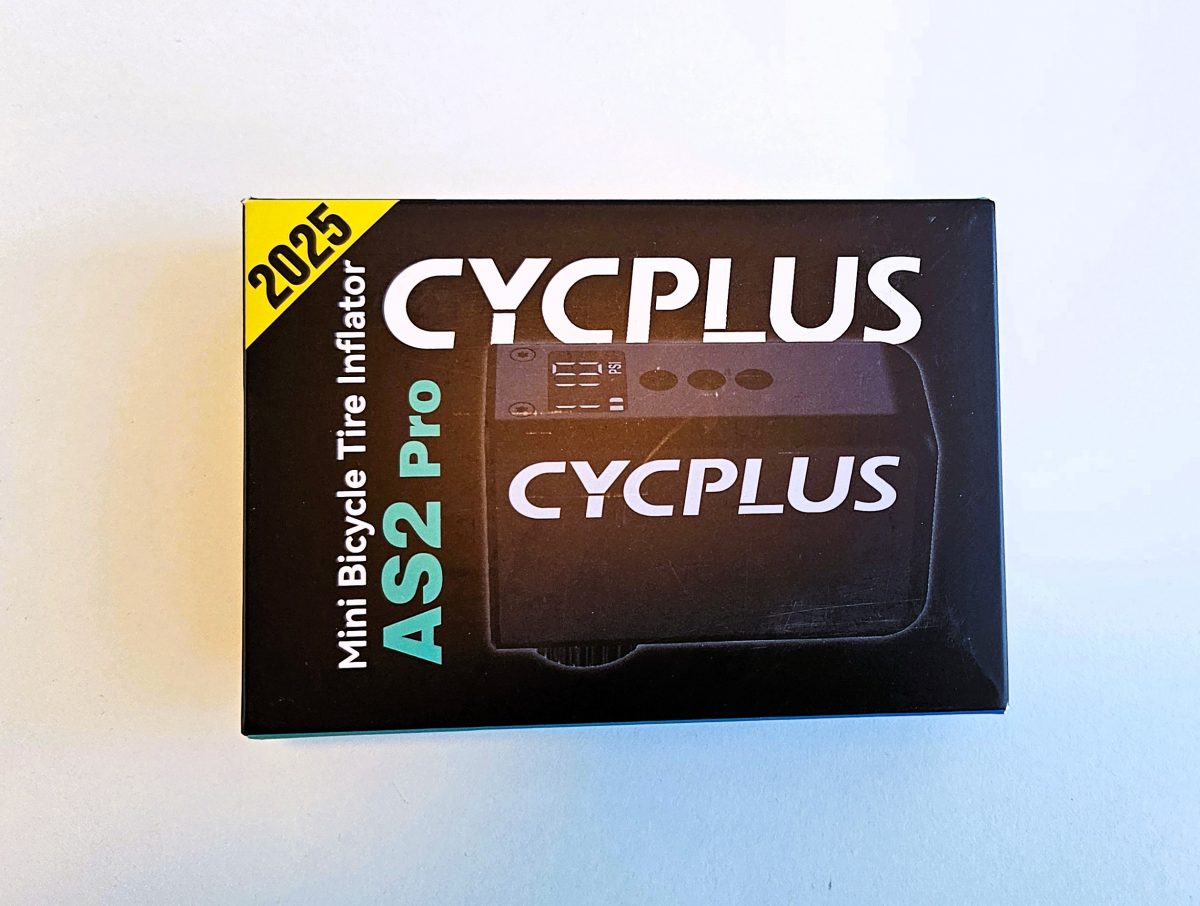 2025
CYCPLUS
Mini Bicycle Tire Inflator
AS2 Pro
PSI
CYCPLUS